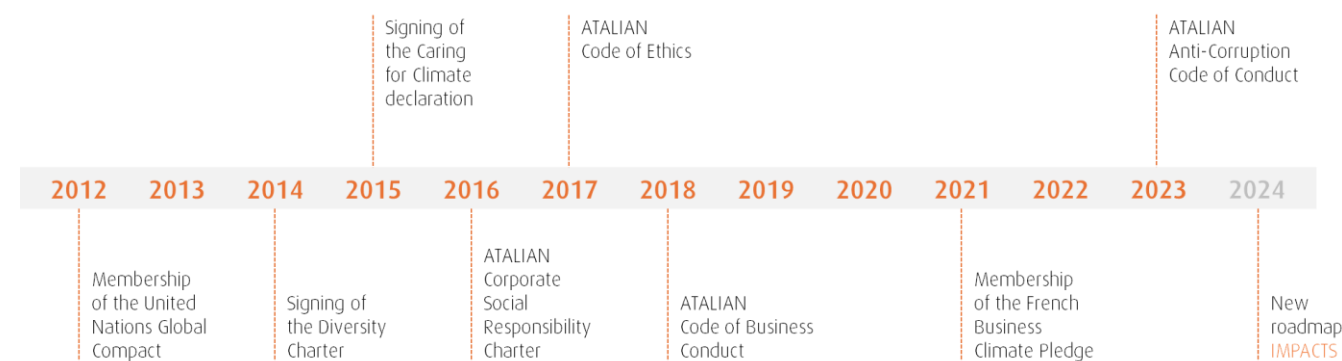 Signing of
the Caring
for Climate
declaration
ATALIAN
Code of Ethics
ATALIAN
Anti-Corruption
Code of Conduct
2012 2013 2014 2015 2016 2017 2018 2019 2020 2021 2022 2023 2024
Membership
of the United
Nations Global
Compact
Signing of
the Diversity
Charter
ATALIAN
Corporate
Social
Responsibility
Charter
ATALIAN
Code of Business
Conduct
Membership
of the French
Business
Climate Pledge
New
roadmap
IMPACTS